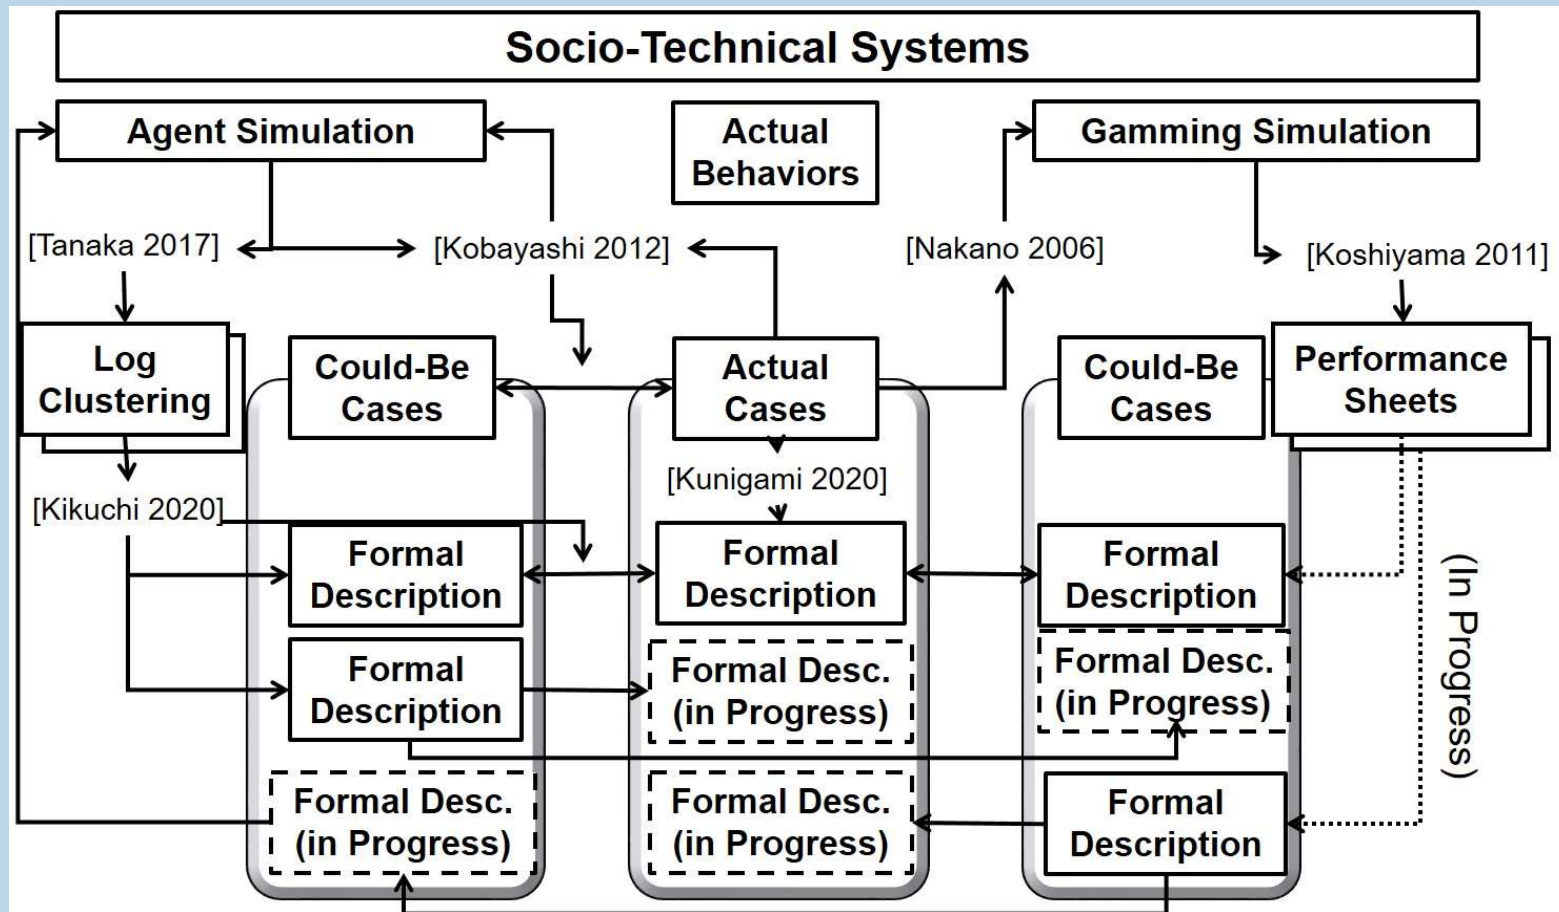 Socio-Technical Systems
Agent Simulation
Actual
Behaviors
Gamming Simulation
[Tanaka 2017]
[Kobayashi 2012]
[Nakano 2006]
[Koshiyama 2011]
Log
Clustering
Could-Be
Cases
Actual
Cases
Could-Be
Cases
Performance
Sheets
[Kikuchi 2020]
[Kunigami 2020]
Formal
Description
Formal
Description
Formal
Description
(In Progress)
Formal
Description
Formal Desc.
(in Progress)
Formal Desc.
(in Progress)
Formal Desc.
(in Progress)
Formal Desc.
(in Progress)
Formal
Description